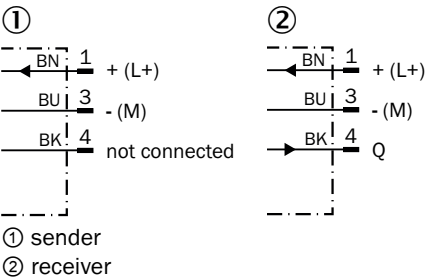 ① ②
BN 1 + (L+) BN 1 + (L+)
BU 3 - (M) BU 3 - (M)
BK 4 not connected BK 4 Q
① sender
② receiver